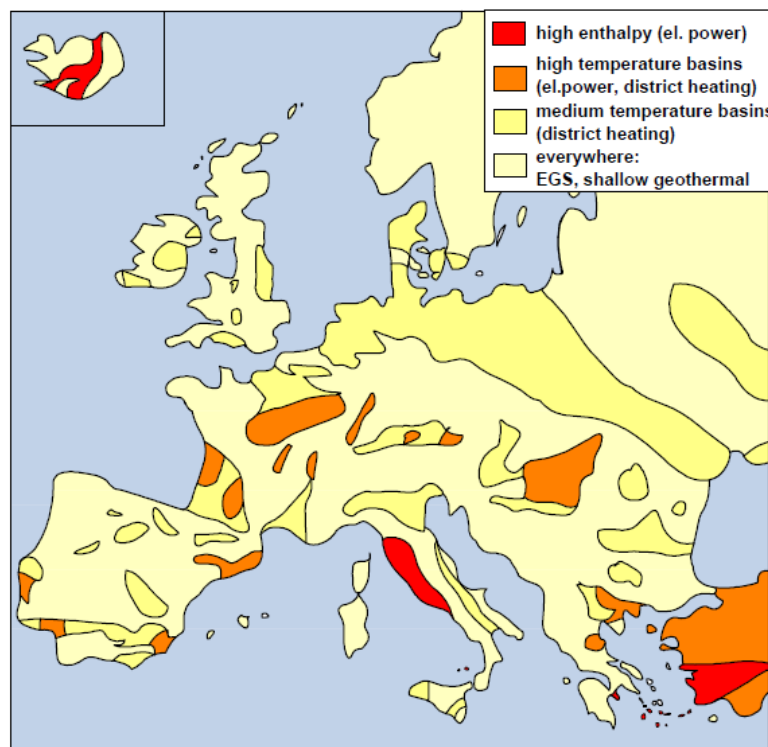 high enthalpy (el. power)
high temperature basins
(el.power, district heating)
medium temperature basins
(district heating)
everywhere:
EGS, shallow geothermal